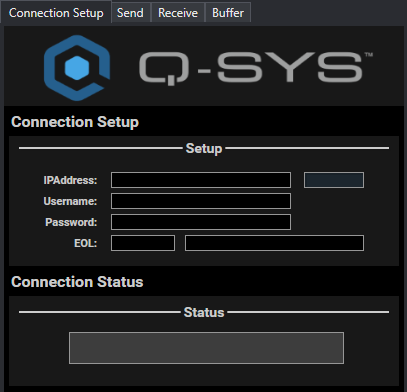 Connection Setup Send Receive Buffer
Q-SYS™
Connection Setup
Setup
IPAddress:
Username:
Password:
EOL:
Connection Status
Status